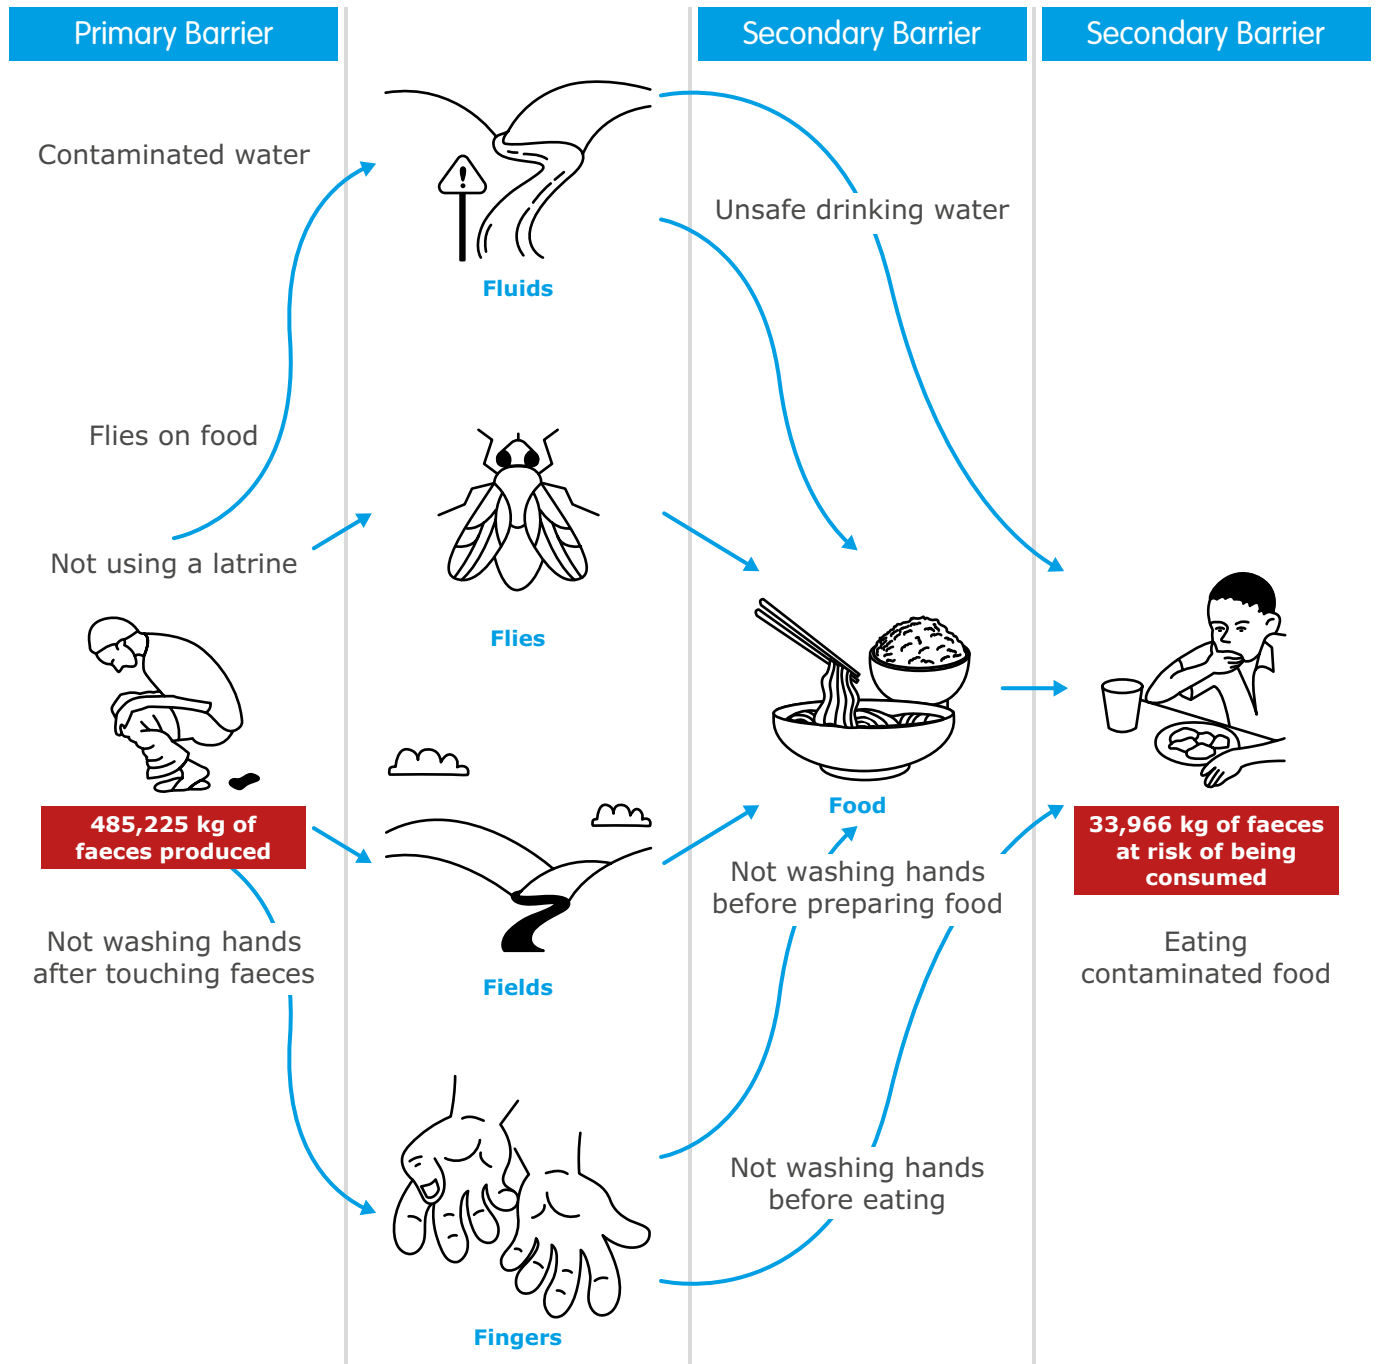 Primary Barrier
Secondary Barrier
Secondary Barrier
Contaminated water
Unsafe drinking water
Fluids
Flies on food
Not using a latrine
Flies
485,225 kg of
faeces produced
Food
33,966 kg of faeces
at risk of being
consumed
Not washing hands
before preparing food
Not washing hands
after touching faeces
Eating
contaminated food
Fields
Not washing hands
before eating
Fingers